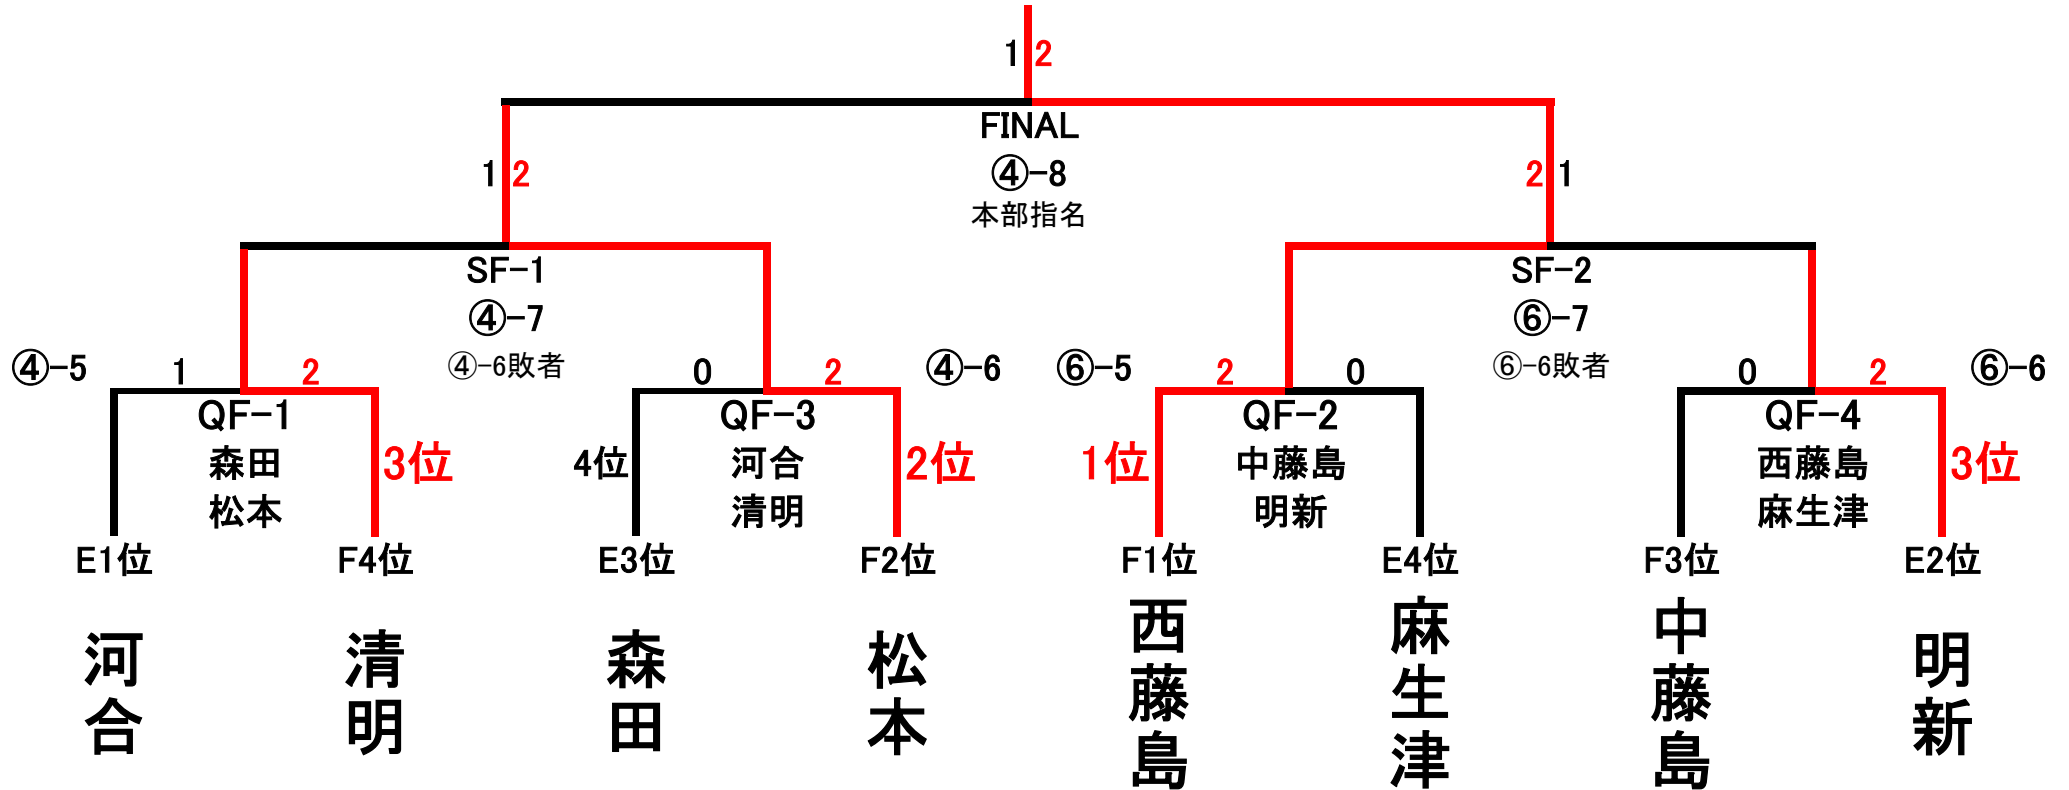 1 2
FINAL
④-8
本部指名
1 2
2 1
SF-1
④-7
④-6敗者
SF-2
⑥-7
⑥-6敗者
④-5
1 2
0 2
④-6
⑥-5
2 0
0 2
⑥-6
QF-1
森田
松本
3位
4位
QF-3
河合
清明
2位
1位
QF-2
中藤島
明新
QF-4
西藤島
麻生津
3位
E1位 F4位 E3位 F2位 F1位 E4位 F3位 E2位
河合
清明
森田
松本
西藤島
麻生津
中藤島
明新